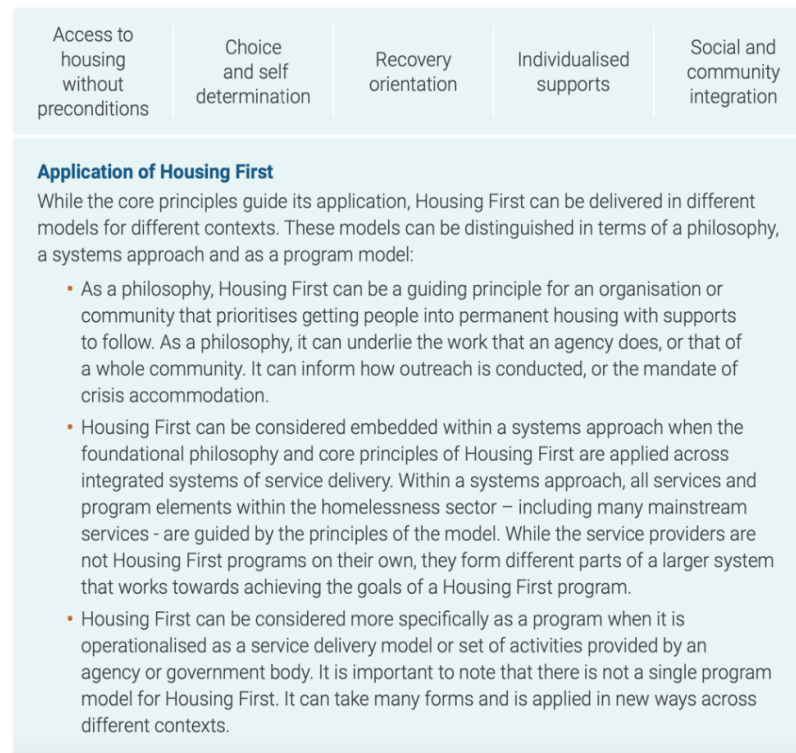 Access to
housing
without
preconditions
Choice
and self
determination
Recovery
orientation
Individualised
supports
Social and
community
integration
Application of Housing First
While the core principles guide its application, Housing First can be delivered in different
models for different contexts. These models can be distinguished in terms of a philosophy,
a systems approach and as a program model:
• As a philosophy, Housing First can be a guiding principle for an organisation or
community that prioritises getting people into permanent housing with supports
to follow. As a philosophy, it can underlie the work that an agency does, or that of
a whole community. It can inform how outreach is conducted, or the mandate of
crisis accommodation.
• Housing First can be considered embedded within a systems approach when the
foundational philosophy and core principles of Housing First are applied across
integrated systems of service delivery. Within a systems approach, all services and
program elements within the homelessness sector – including many mainstream
services - are guided by the principles of the model. While the service providers are
not Housing First programs on their own, they form different parts of a larger system
that works towards achieving the goals of a Housing First program.
• Housing First can be considered more specifically as a program when it is
operationalised as a service delivery model or set of activities provided by an
agency or government body. It is important to note that there is not a single program
model for Housing First. It can take many forms and is applied in new ways across
different contexts.